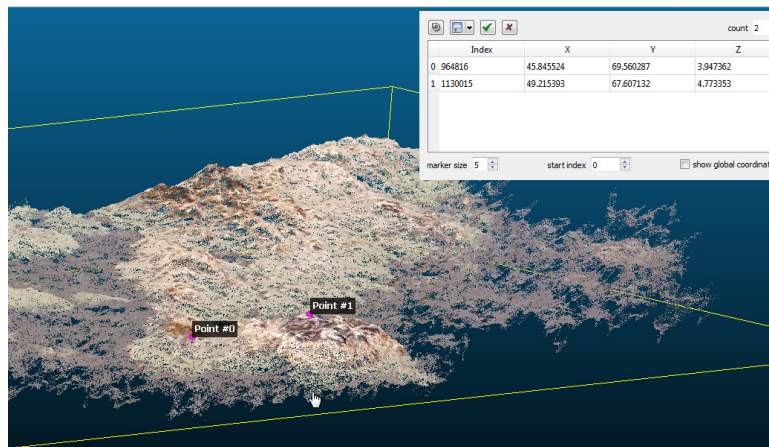 count 2
Index X Y Z
0 964816 45.845524 69.560287 3.947362
1 1130015 49.215393 67.607132 4.773353
marker size 5 start index 0 show global coordinat
Point #1
Point #0